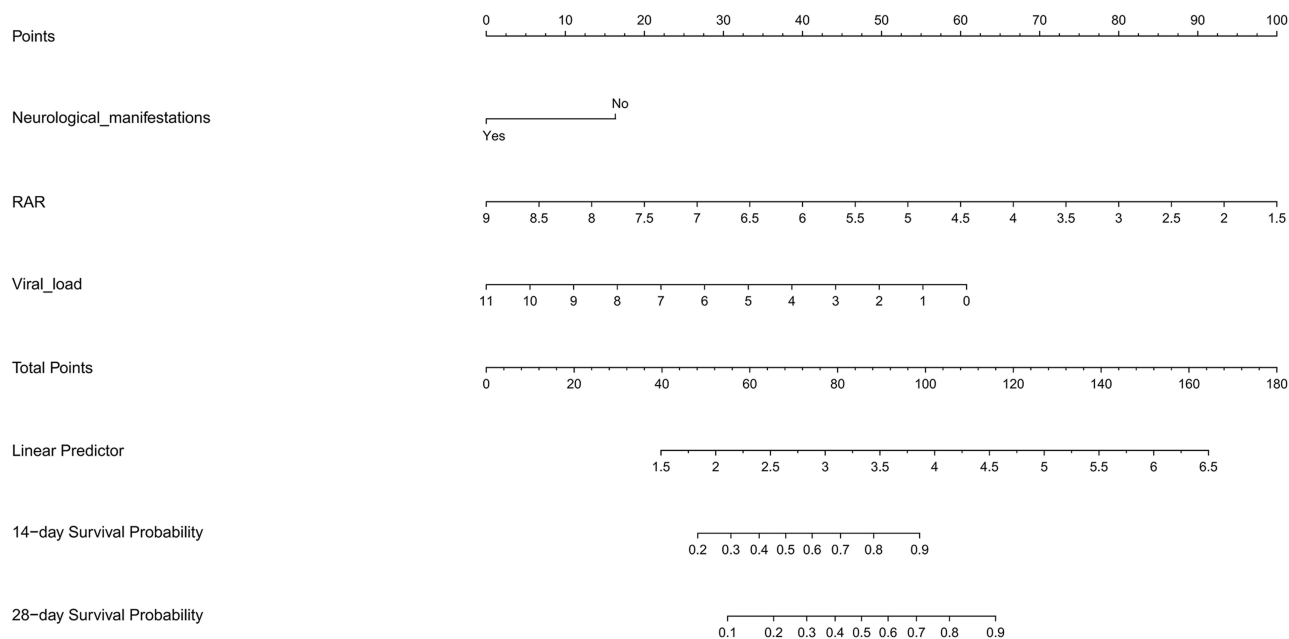 0 10 20 30 40 50 60 70 80 90 100
Points
No
Neurological_manifestations
Yes
RAR
9 8.5 8 7.5 7 6.5 6 5.5 5 4.5 4 3.5 3 2.5 2 1.5
Viral_load
11 10 9 8 7 6 5 4 3 2 1 0
Total Points
0 20 40 60 80 100 120 140 160 180
Linear Predictor
1.5 2 2.5 3 3.5 4 4.5 5 5.5 6 6.5
14−day Survival Probability
0.2 0.3 0.4 0.5 0.6 0.7 0.8 0.9
28−day Survival Probability
0.1 0.2 0.3 0.4 0.5 0.6 0.7 0.8 0.9